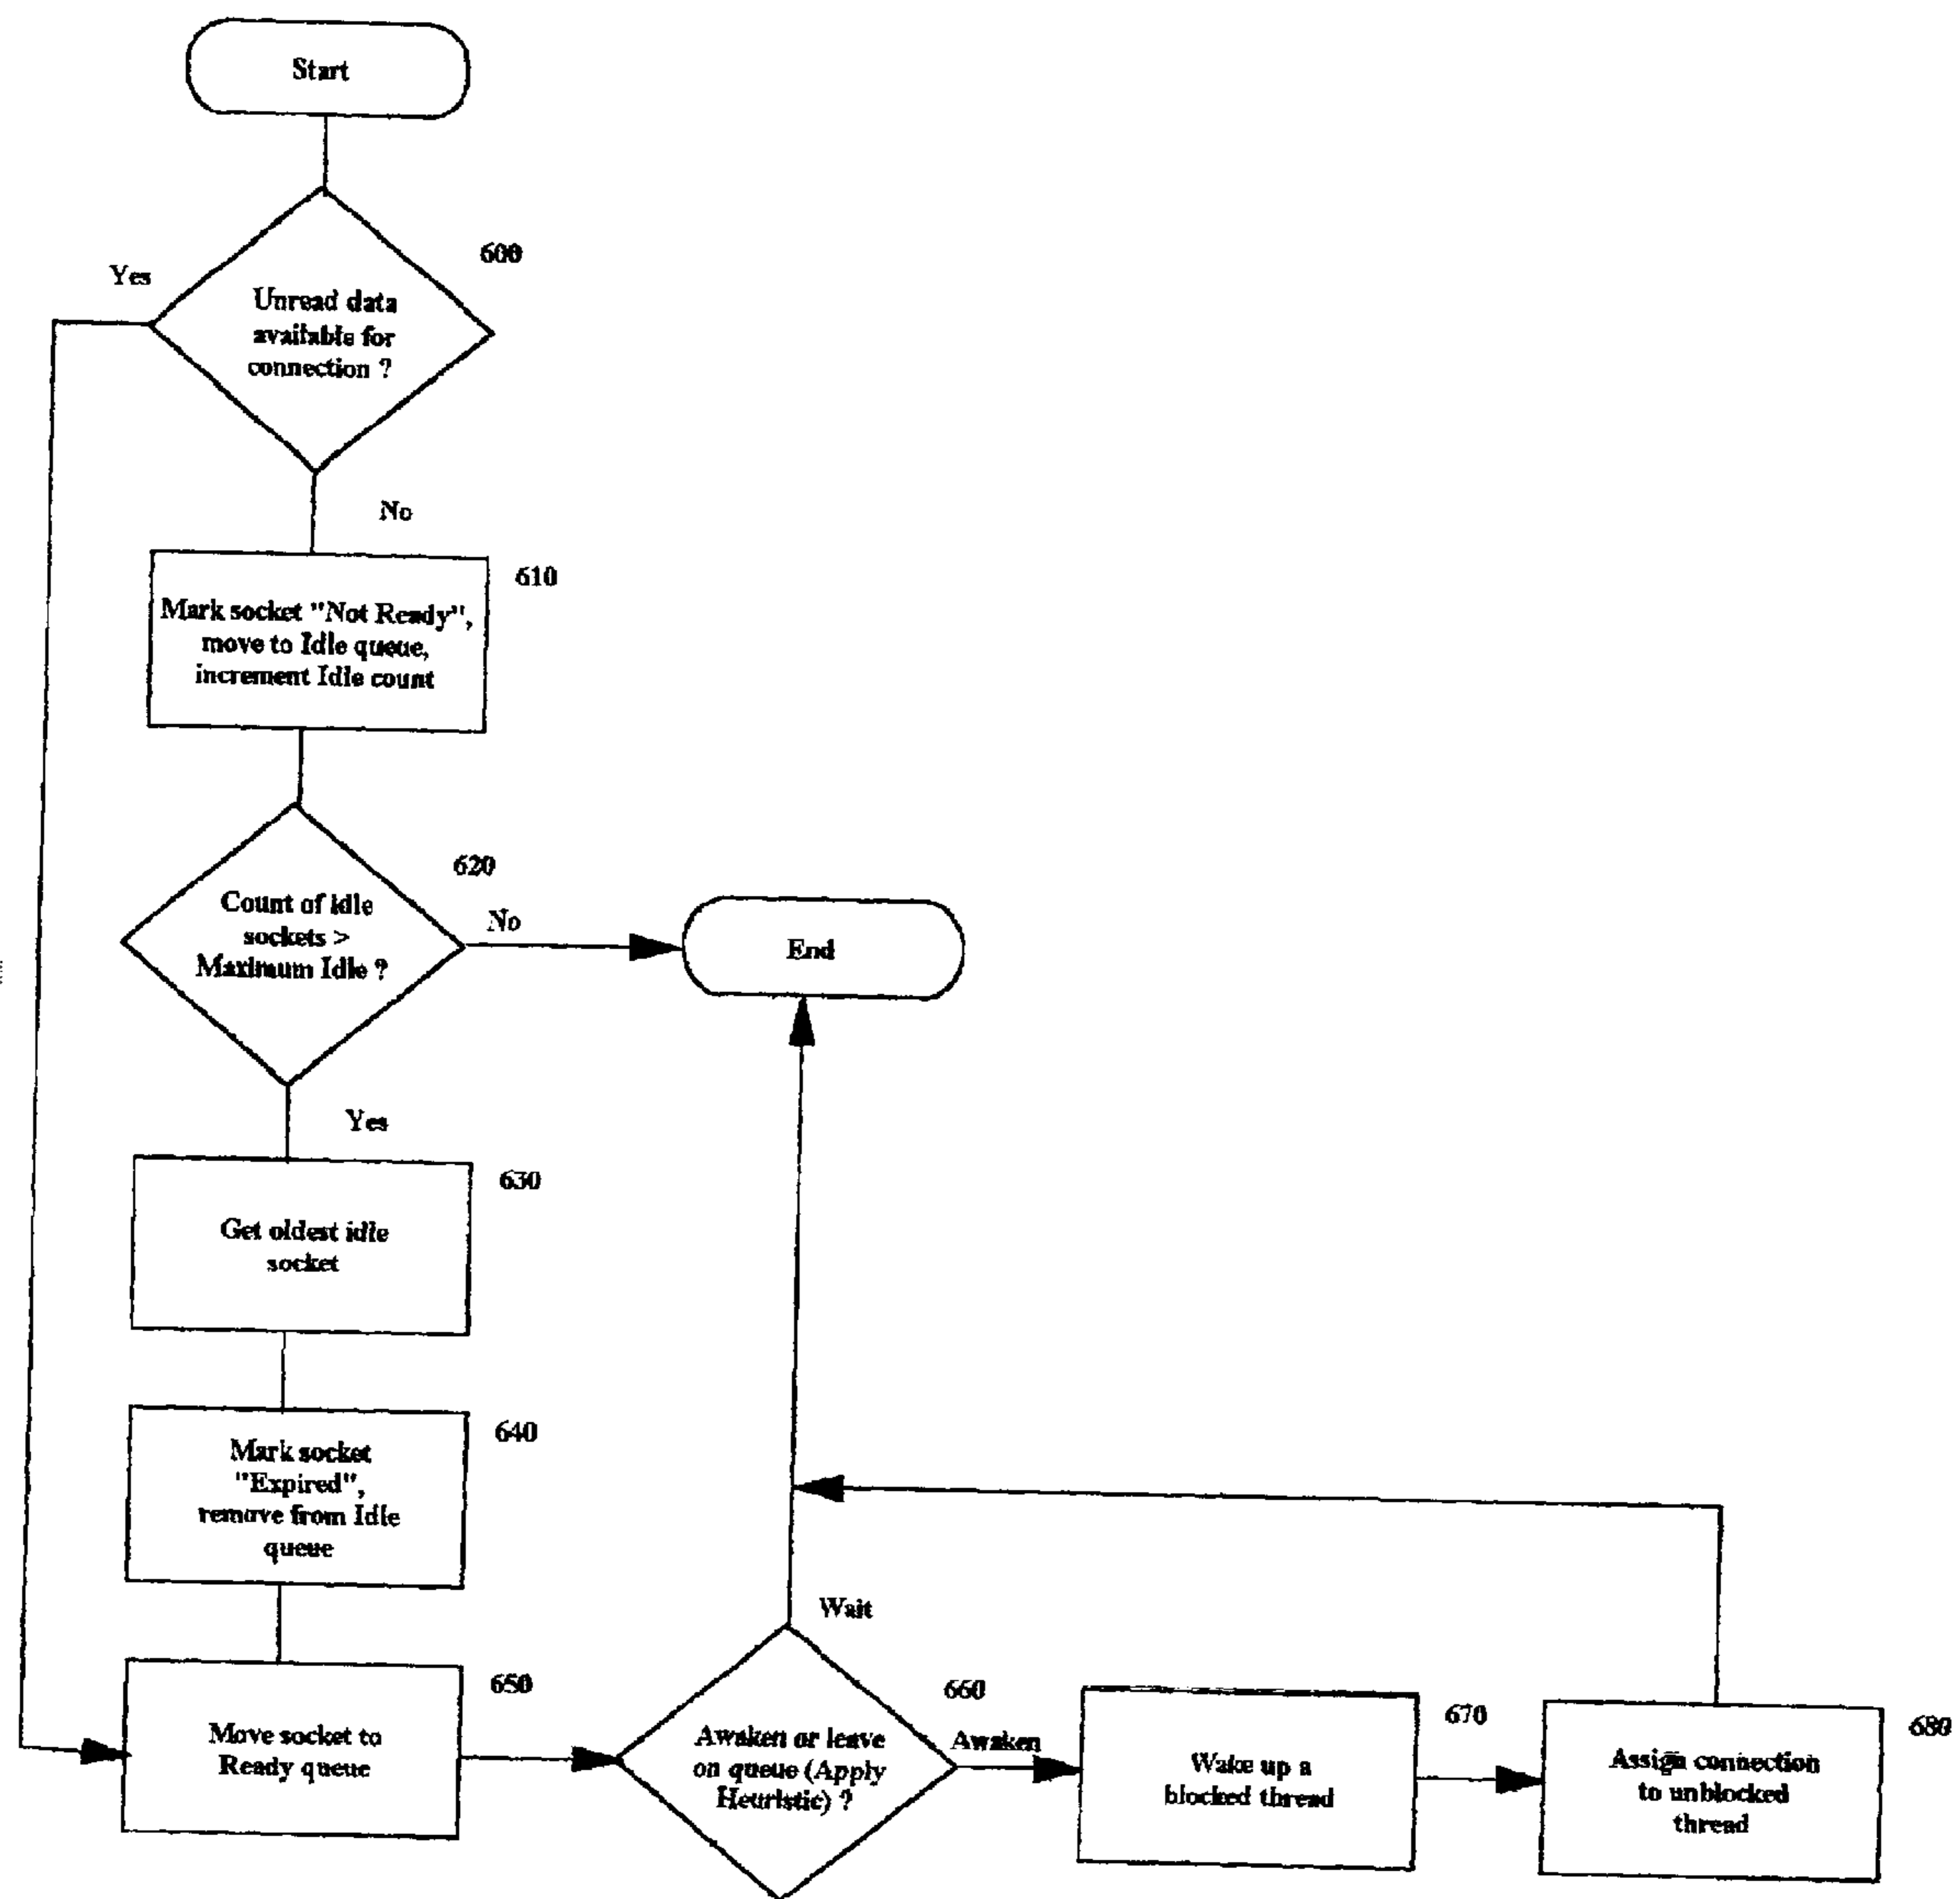 Start
600
Yes
Unread data
available for
connection ?
No
610
Mark socket "Not Ready",
move to Idle queue,
increment Idle count
620
Count of idle
sockets >
Maximum Idle ?
No
End
Yes
630
Get oldest idle
socket
640
Mark socket
"Expired",
remove from Idle
queue
Wait
650
Move socket to
Ready queue
660
Awaken or leave
on queue (Apply
Heuristic) ?
Awaken
670
Wake up a
blocked thread
680
Assign connection
to unblocked
thread